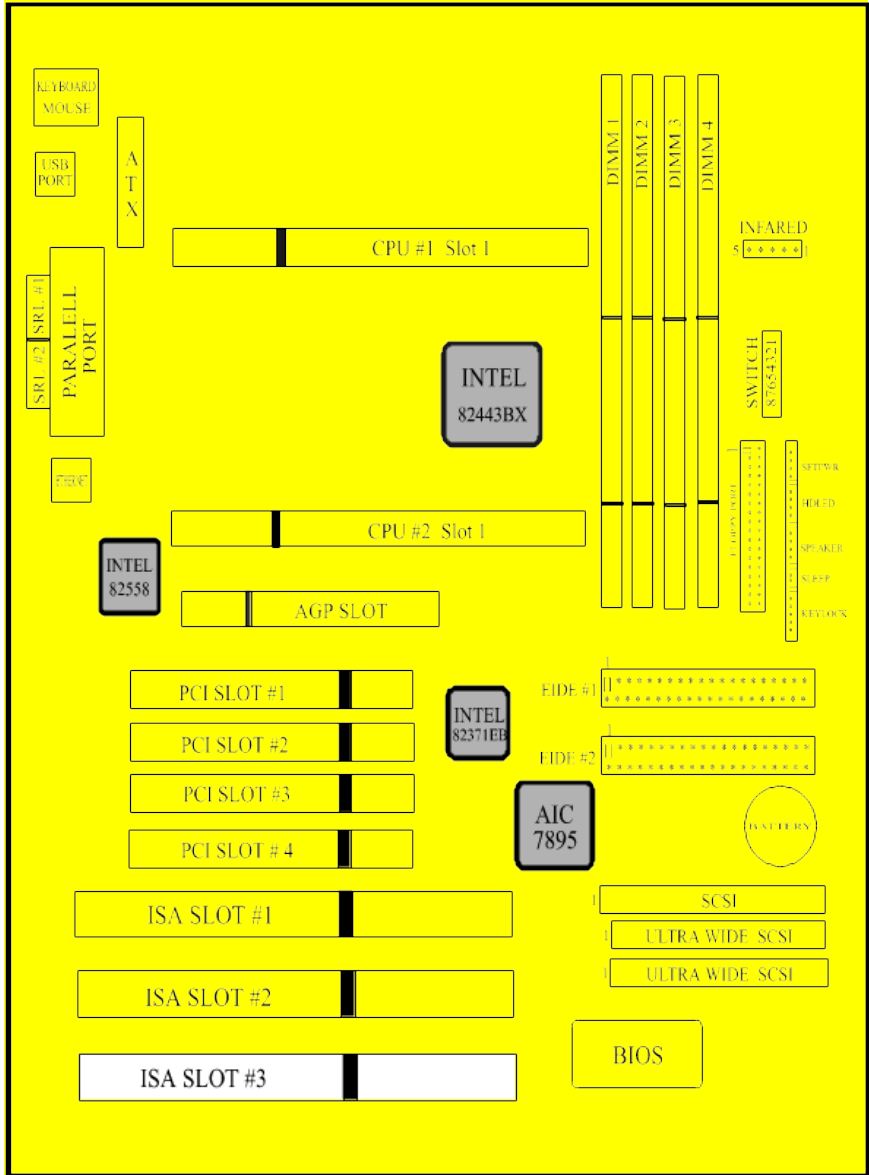 KEYBOARD
MOUSE
USB
PORT
A
T
X
SRL #1
SRL #2
PARALELL
PORT
ETHERNET
CPU #1 Slot 1
DIMM 1
DIMM 2
DIMM 3
DIMM 4
INFARED
5
1
INTEL
82443BX
SWITCH
87654321
1
FLOPPY PORT
SFTPWR
HDLED
SPEAKER
SLEEP
KEYLOCK
CPU #2 Slot 1
INTEL
82558
AGP SLOT
PCI SLOT #1
PCI SLOT #2
PCI SLOT #3
PCI SLOT # 4
INTEL
82371EB
1
EIDE #1
1
EIDE #2
AIC
7895
BATTERY
ISA SLOT #1
ISA SLOT #2
ISA SLOT #3
1
SCSI
1
ULTRA WIDE SCSI
1
ULTRA WIDE SCSI
BIOS